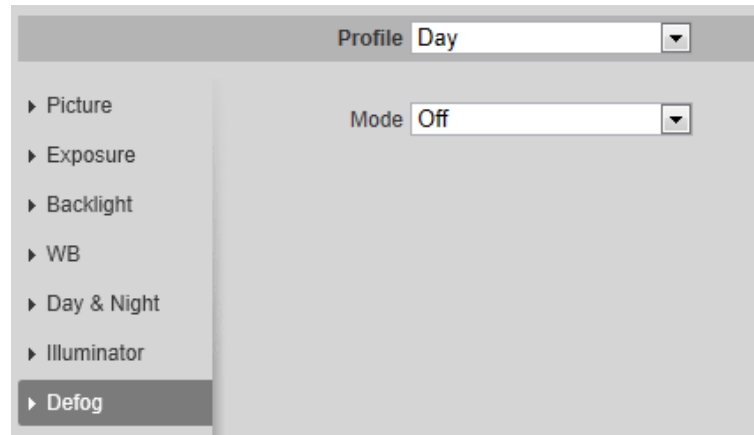 Profile Day
Picture
Mode Off
Exposure
Backlight
WB
Day & Night
Illuminator
Defog